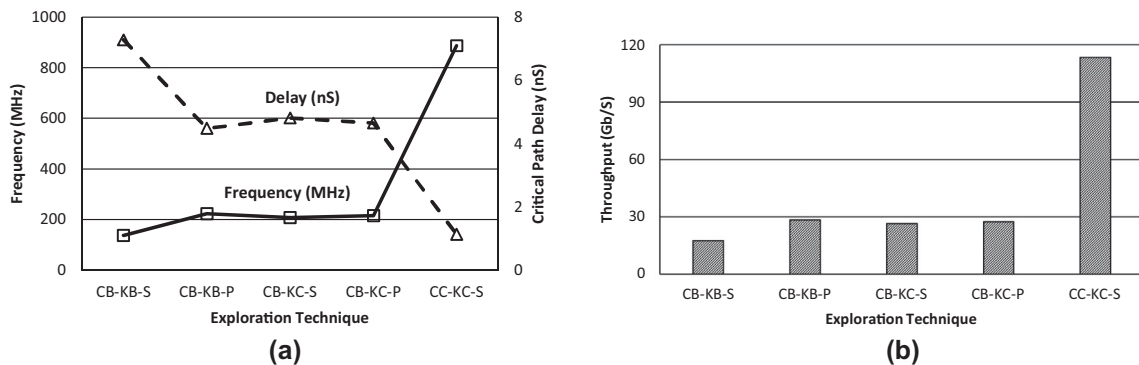 1000
800
600
400
200
0
Frequency (MHz)
Delay (nS)
Frequency (MHz)
8
6
4
2
0
Critical Path Delay (nS)
CB-KB-S CB-KB-P CB-KC-S CB-KC-P CC-KC-S
Exploration Technique
(a)
120
90
60
30
0
Throughput (Gb/S)
CB-KB-S CB-KB-P CB-KC-S CB-KC-P CC-KC-S
Exploration Technique
(b)